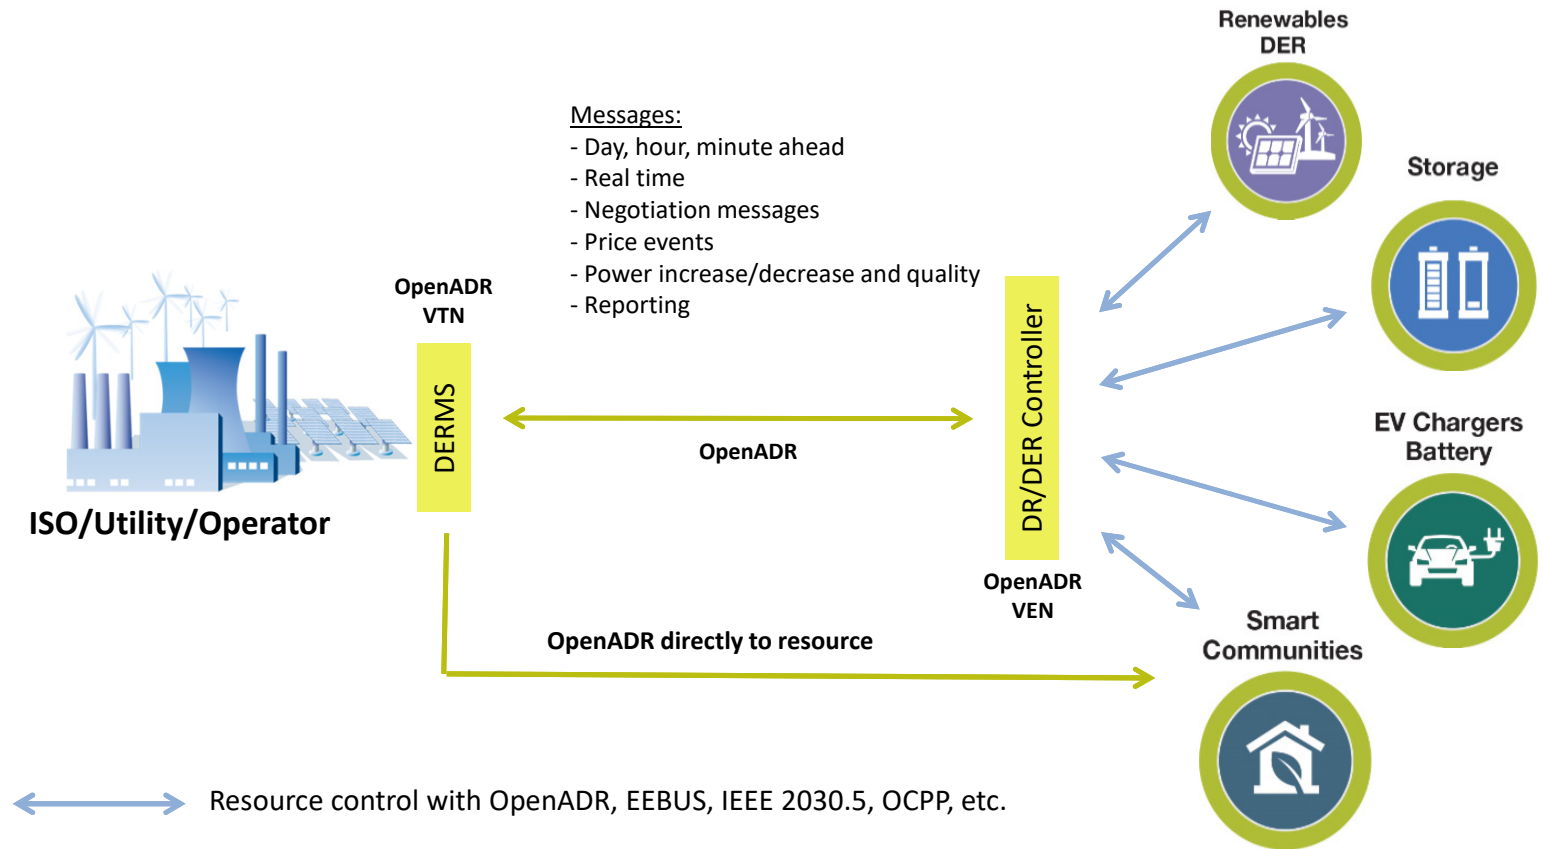 Renewables
DER
Messages:
- Day, hour, minute ahead
- Real time
- Negotiation messages
- Price events
- Power increase/decrease and quality
- Reporting
Storage
OpenADR
VTN
DERMS
ISO/Utility/Operator
OpenADR
DR/DER Controller
OpenADR
VEN
EV Chargers
Battery
OpenADR directly to resource
Smart
Communities
Resource control with OpenADR, EEBUS, IEEE 2030.5, OCPP, etc.